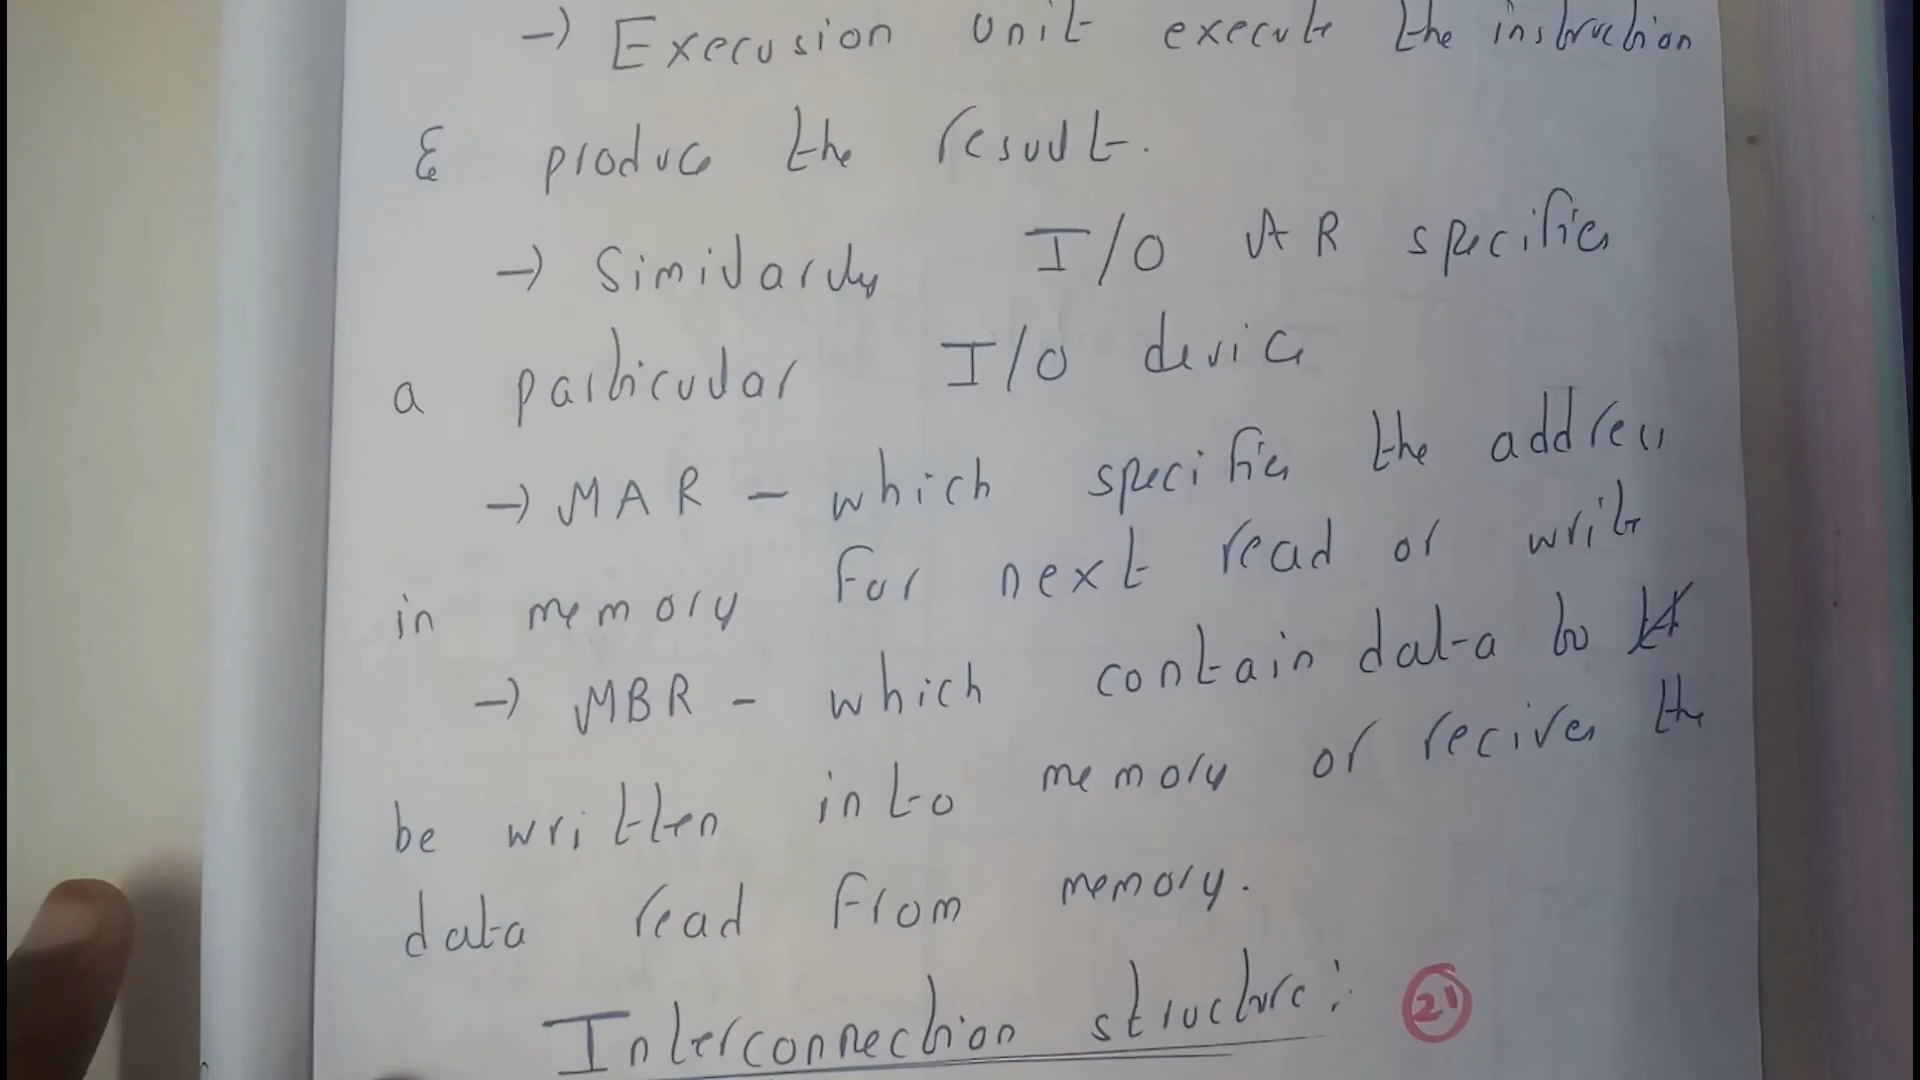 → Execusion unit execute the instruction
& produce the result.
→ Similarly I/O AR specifies
a particular I/O device
→ MAR - which specifies the address
in memory for next read or write
→ MBR - which contain data to
be written into memory or recives the
data read from memory.
Interconnection structure: 21